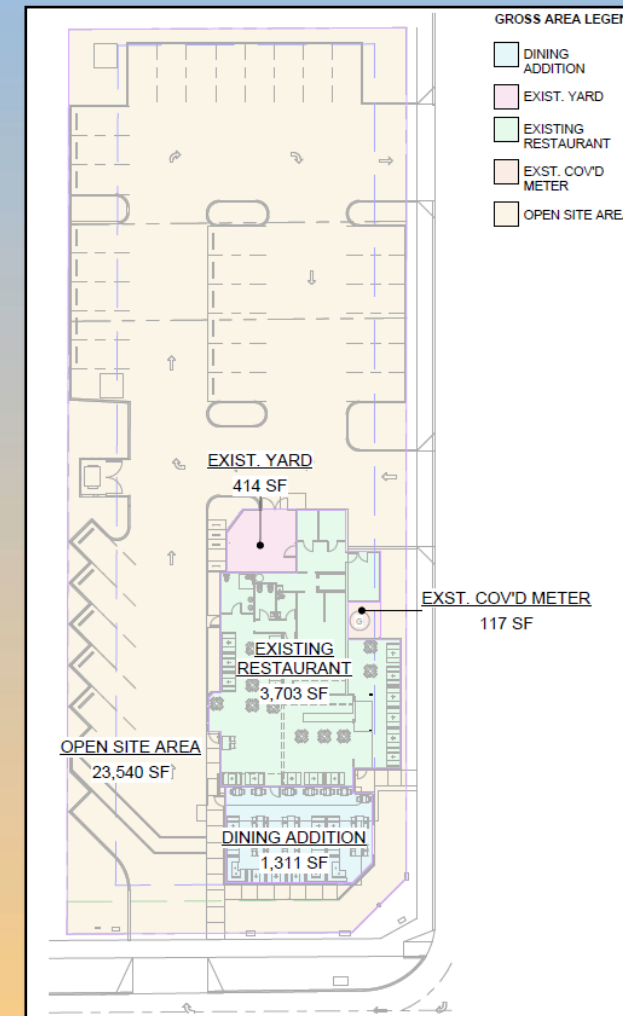 GROSS AREA LEGEN
DINING
ADDITION
EXIST. YARD
EXISTING
RESTAURANT
EXST. COV'D
METER
OPEN SITE AREA
EXIST. YARD
414 SF
EXST. COV'D METER
117 SF
EXISTING
RESTAURANT
3,703 SF
OPEN SITE AREA
23,540 SF
DINING ADDITION
1,311 SF
G